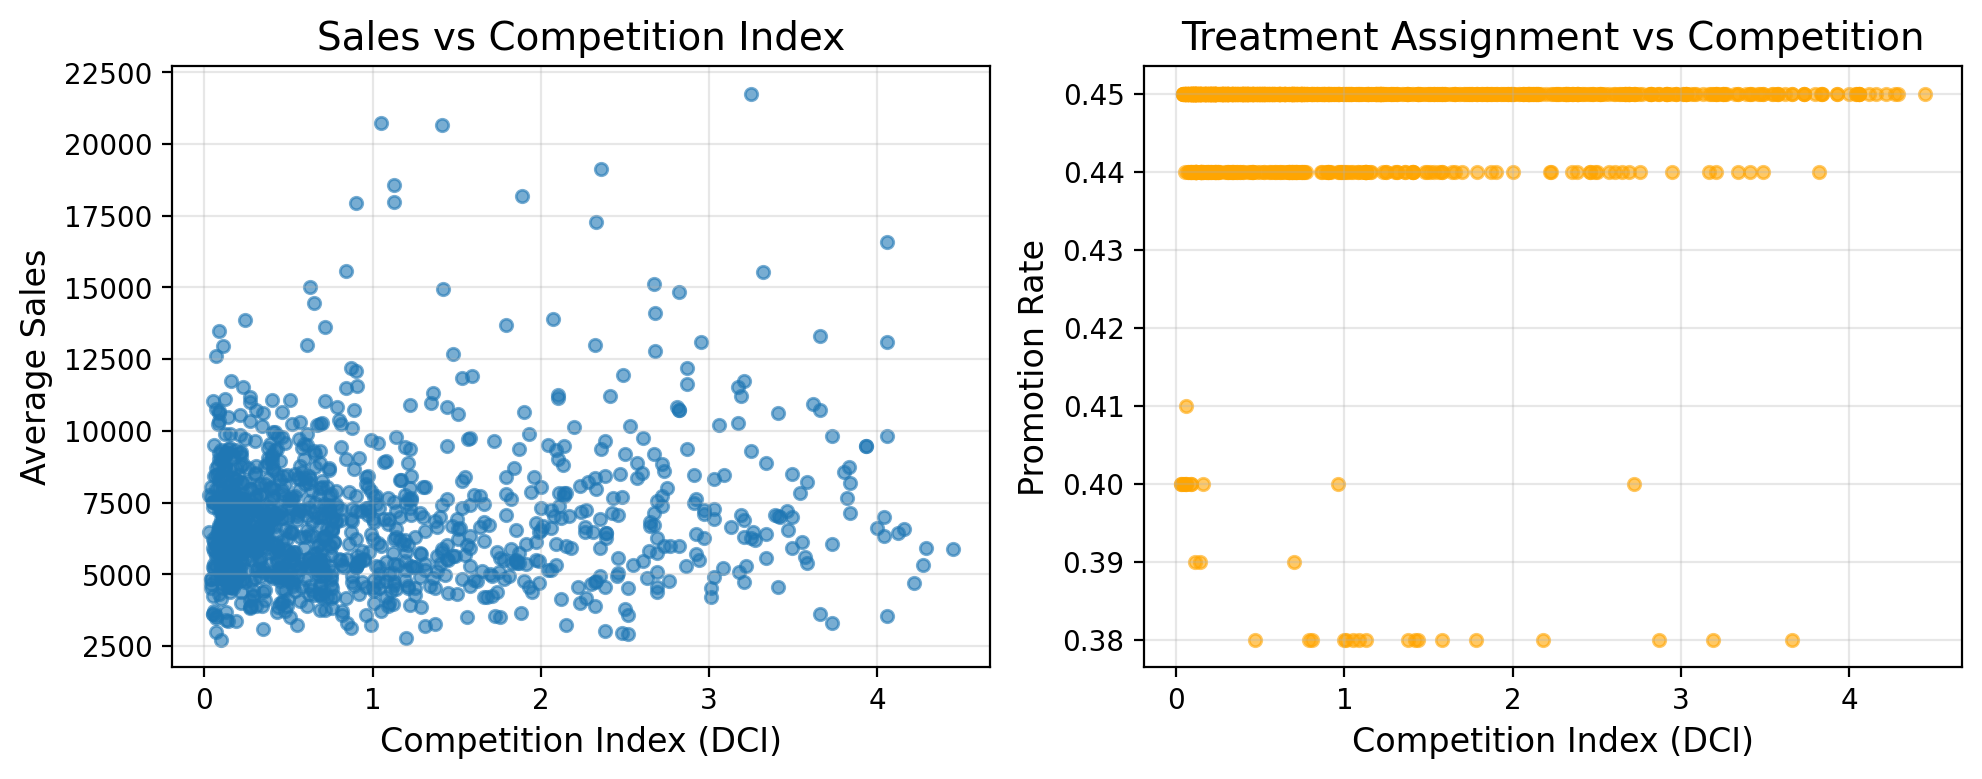 Sales vs Competition Index
22500
20000
17500
15000
12500
10000
7500
5000
2500
Average Sales
0 1 2 3 4
Competition Index (DCI)
Treatment Assignment vs Competition
0.45
0.44
0.43
0.42
0.41
0.40
0.39
0.38
Promotion Rate
0 1 2 3 4
Competition Index (DCI)